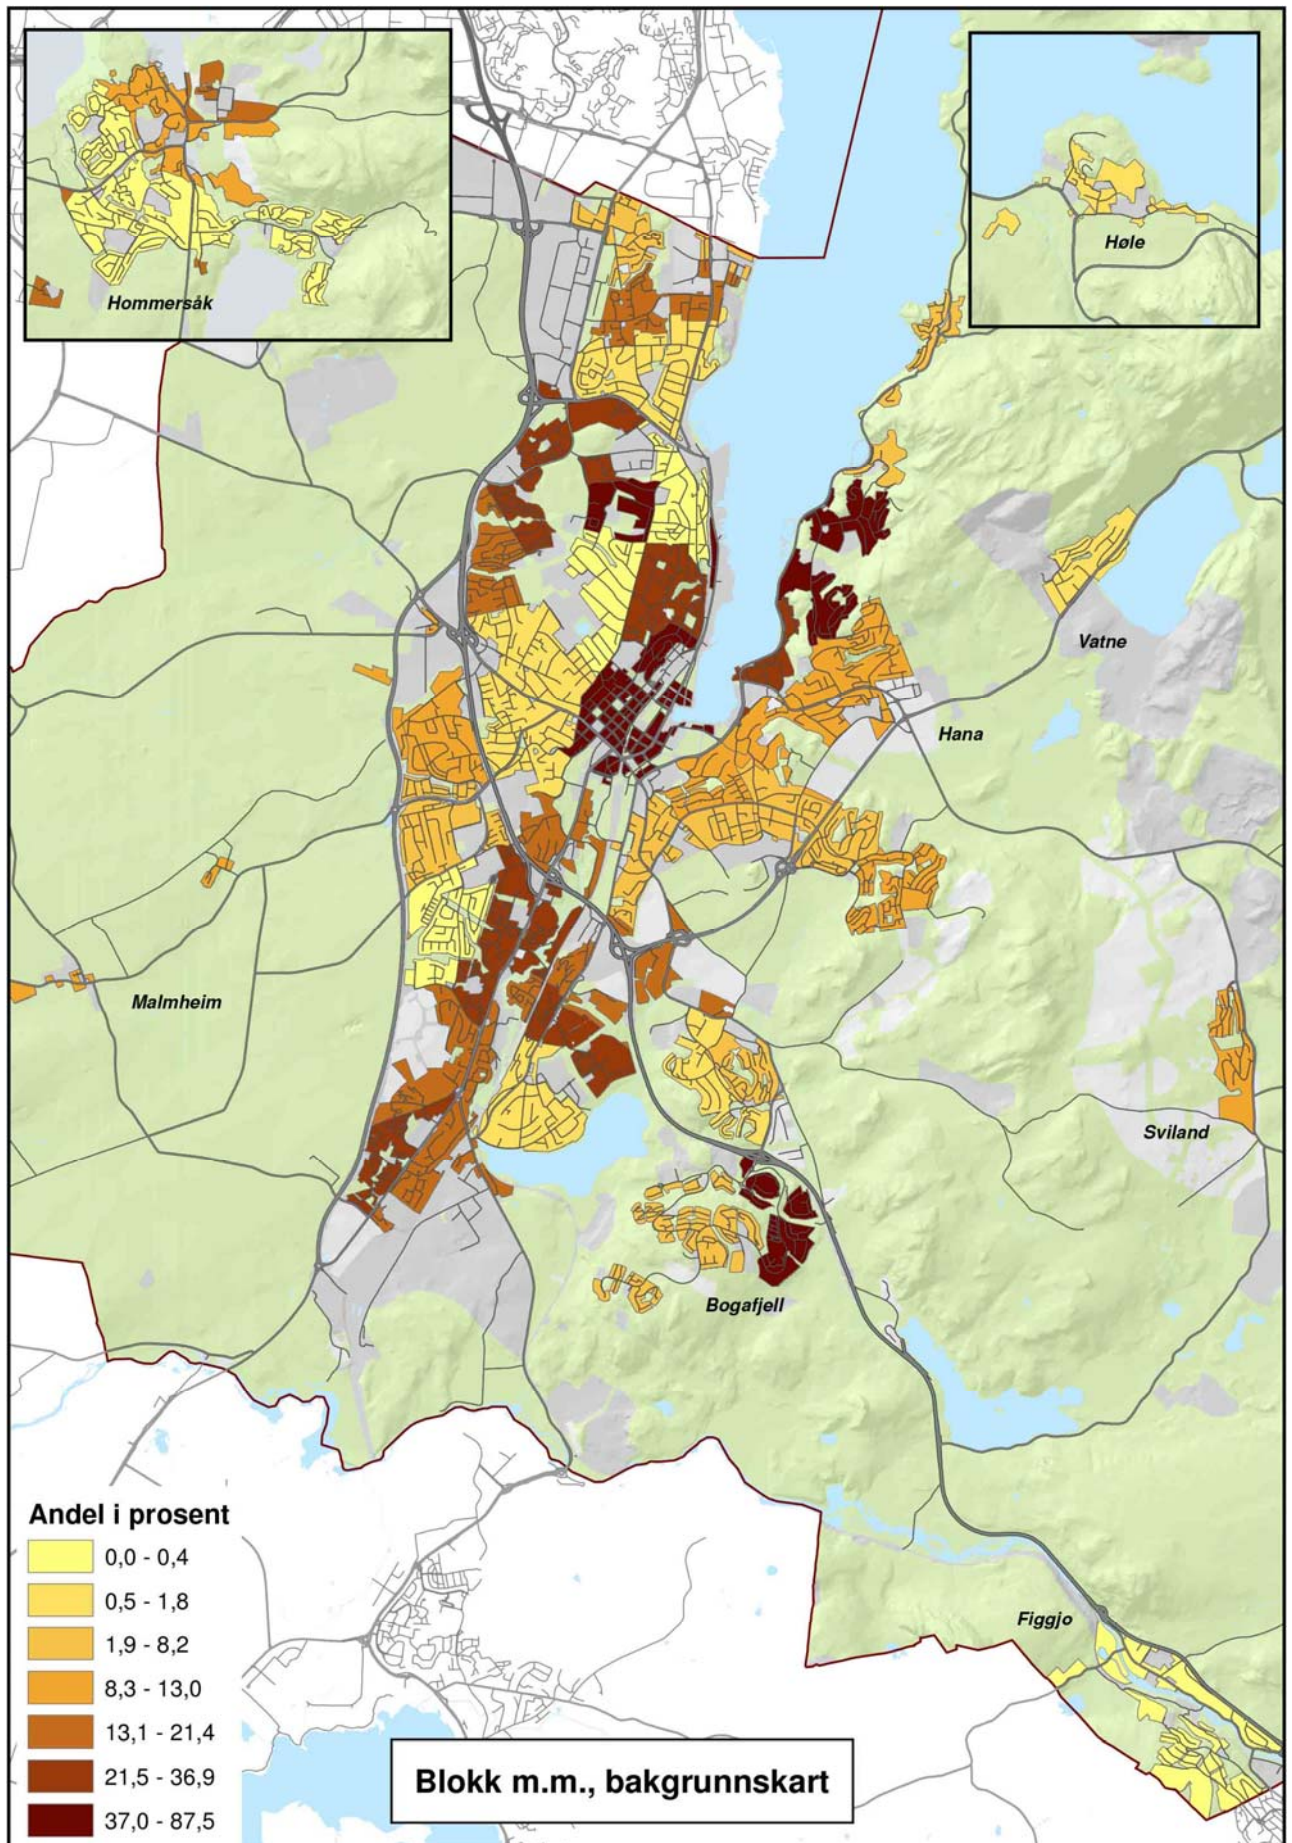 Hommersåk
Høle
Vatne
Hana
Malmheim
Sviland
Bogafjell
Figgjo
Andel i prosent
0,0 - 0,4
0,5 - 1,8
1,9 - 8,2
8,3 - 13,0
13,1 - 21,4
21,5 - 36,9
37,0 - 87,5
Blokk m.m., bakgrunnskart